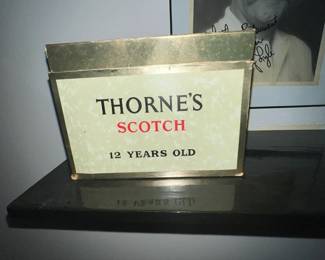 THORNE'S
SCOTCH
12 YEARS OLD